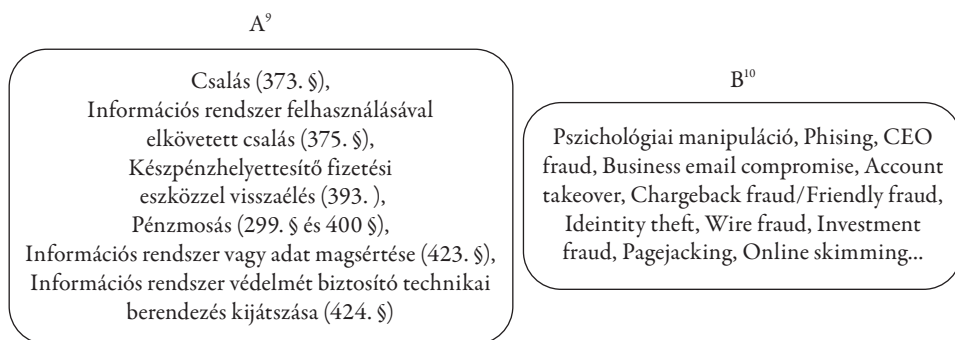 A⁹
Csalás (373. §),
Információs rendszer felhasználásával
elkövetett csalás (375. §),
Készpénzhelyettesítő fizetési
eszközzel visszaélés (393. ),
Pénzmosás (299. § és 400 §),
Információs rendszer vagy adat magsértése (423. §),
Információs rendszer védelmét biztosító technikai
berendezés kijátszása (424. §)
B¹⁰
Pszichológiai manipuláció, Phising, CEO
fraud, Business email compromise, Account
takeover, Chargeback fraud/Friendly fraud,
Ideintity theft, Wire fraud, Investment
fraud, Pagejacking, Online skimming...